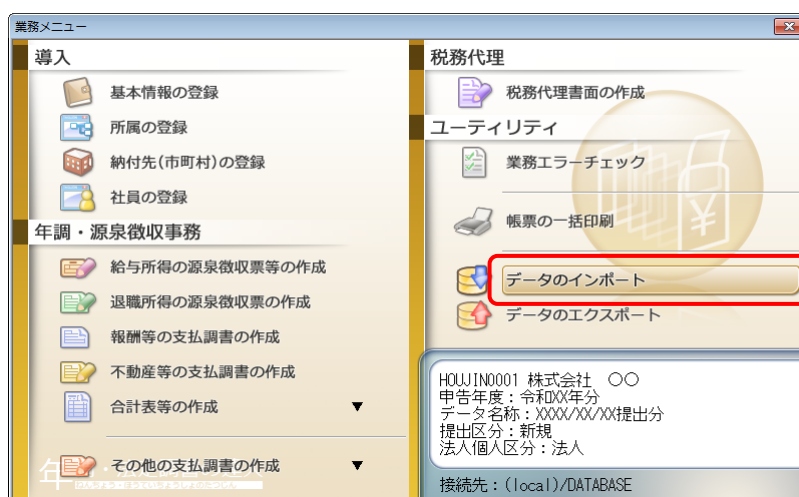 業務メニュー
導入
基本情報の登録
所属の登録
納付先(市町村)の登録
社員の登録
年調・源泉徴収事務
給与所得の源泉徴収票等の作成
退職所得の源泉徴収票の作成
報酬等の支払調書の作成
不動産等の支払調書の作成
合計表等の作成 ▼
その他の支払調書の作成 ▼
税務代理
税務代理書面の作成
ユーティリティ
業務エラーチェック
帳票の一括印刷
データのインポート
データのエクスポート
HOUJIN0001 株式会社 〇〇
申告年度:令和XX年分
データ名称:XXXX/XX/XX提出分
提出区分:新規
法人個人区分:法人
接続先:(local)/DATABASE